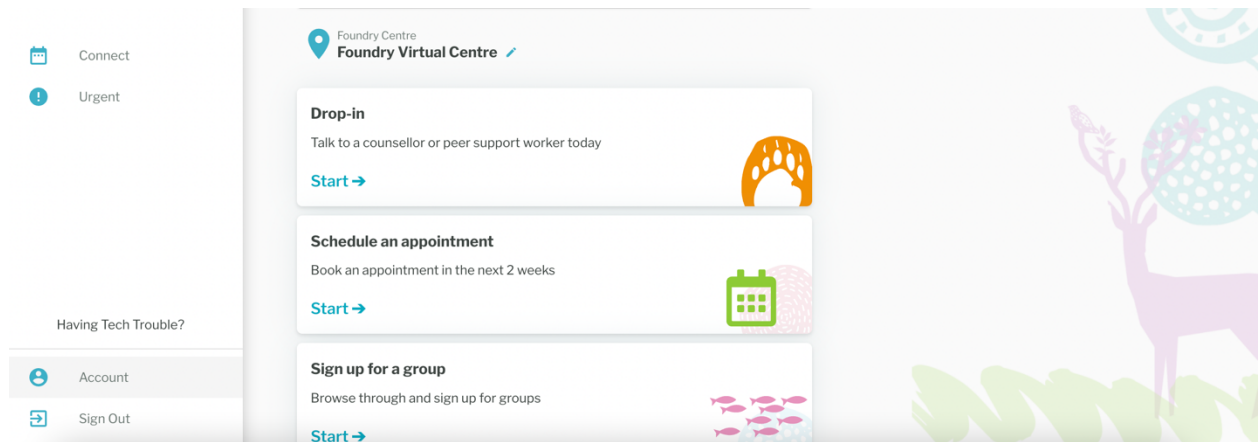 Connect
Urgent
Having Tech Trouble?
Account
Sign Out
Foundry Centre
Foundry Virtual Centre
Drop-in
Talk to a counsellor or peer support worker today
Start →
Schedule an appointment
Book an appointment in the next 2 weeks
Start →
Sign up for a group
Browse through and sign up for groups
Start →